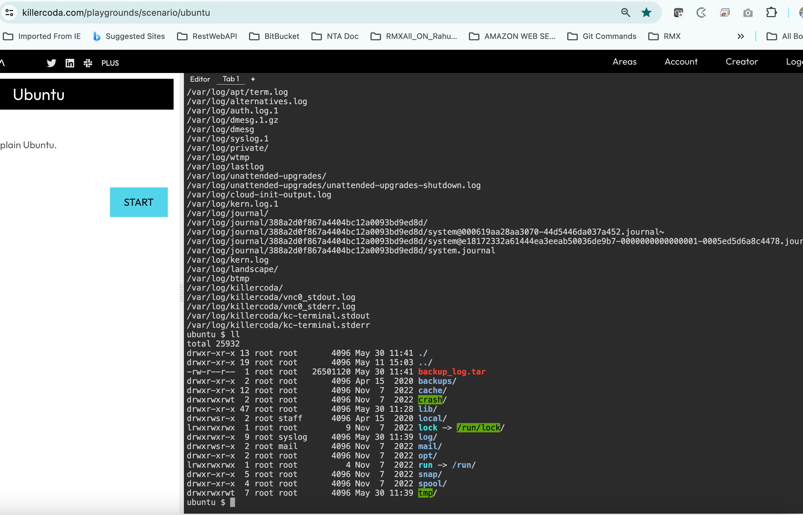 killercoda.com/playgrounds/scenario/ubuntu
Imported From IE
Suggested Sites
RestWebAPI
BitBucket
NTA Doc
RMXAll_ON_Rahu...
AMAZON WEB SE...
Git Commands
RMX
»
All Bo
PLUS
Areas
Account
Creator
Log
Ubuntu
plain Ubuntu.
START
Editor Tab 1 +
/var/log/apt/term.log
/var/log/alternatives.log
/var/log/auth.log.1
/var/log/dmesg.1.gz
/var/log/dmesg
/var/log/syslog.1
/var/log/private/
/var/log/wtmp
/var/log/lastlog
/var/log/unattended-upgrades/
/var/log/unattended-upgrades/unattended-upgrades-shutdown.log
/var/log/cloud-init-output.log
/var/log/kern.log.1
/var/log/journal/
/var/log/journal/388a2d0f867a4404bc12a0093bd9ed8d/
/var/log/journal/388a2d0f867a4404bc12a0093bd9ed8d/system@000619aa28aa3070-44d5446da037a452.journal~
/var/log/journal/388a2d0f867a4404bc12a0093bd9ed8d/system@e18172332a61444ea3eeab50036de9b7-0000000000000001-0005ed5d6a8c4478.jour
/var/log/journal/388a2d0f867a4404bc12a0093bd9ed8d/system.journal
/var/log/kern.log
/var/log/landscape/
/var/log/btmp
/var/log/killercoda/
/var/log/killercoda/vnc0_stdout.log
/var/log/killercoda/vnc0_stderr.log
/var/log/killercoda/kc-terminal.stdout
/var/log/killercoda/kc-terminal.stderr
ubuntu $ ll
total 25932
drwxr-xr-x 13 root root 4096 May 30 11:41 ./
drwxr-xr-x 19 root root 4096 May 11 15:03 ../
-rw-r--r-- 1 root root 26501120 May 30 11:41 backup_log.tar
drwxr-xr-x 2 root root 4096 Apr 15 2020 backups/
drwxr-xr-x 12 root root 4096 Nov 7 2022 cache/
drwxrwxrwt 2 root root 4096 Nov 7 2022 crash/
drwxr-xr-x 47 root root 4096 May 30 11:28 lib/
drwxrwsr-x 2 root staff 4096 Apr 15 2020 local/
lrwxrwxrwx 1 root root 9 Nov 7 2022 lock -> /run/lock/
drwxrwxr-x 9 root syslog 4096 May 30 11:39 log/
drwxrwsr-x 2 root mail 4096 Nov 7 2022 mail/
drwxr-xr-x 2 root root 4096 Nov 7 2022 opt/
lrwxrwxrwx 1 root root 4 Nov 7 2022 run -> /run/
drwxr-xr-x 5 root root 4096 Nov 7 2022 snap/
drwxr-xr-x 4 root root 4096 Nov 7 2022 spool/
drwxrwxrwt 7 root root 4096 May 30 11:39 tmp/
ubuntu $